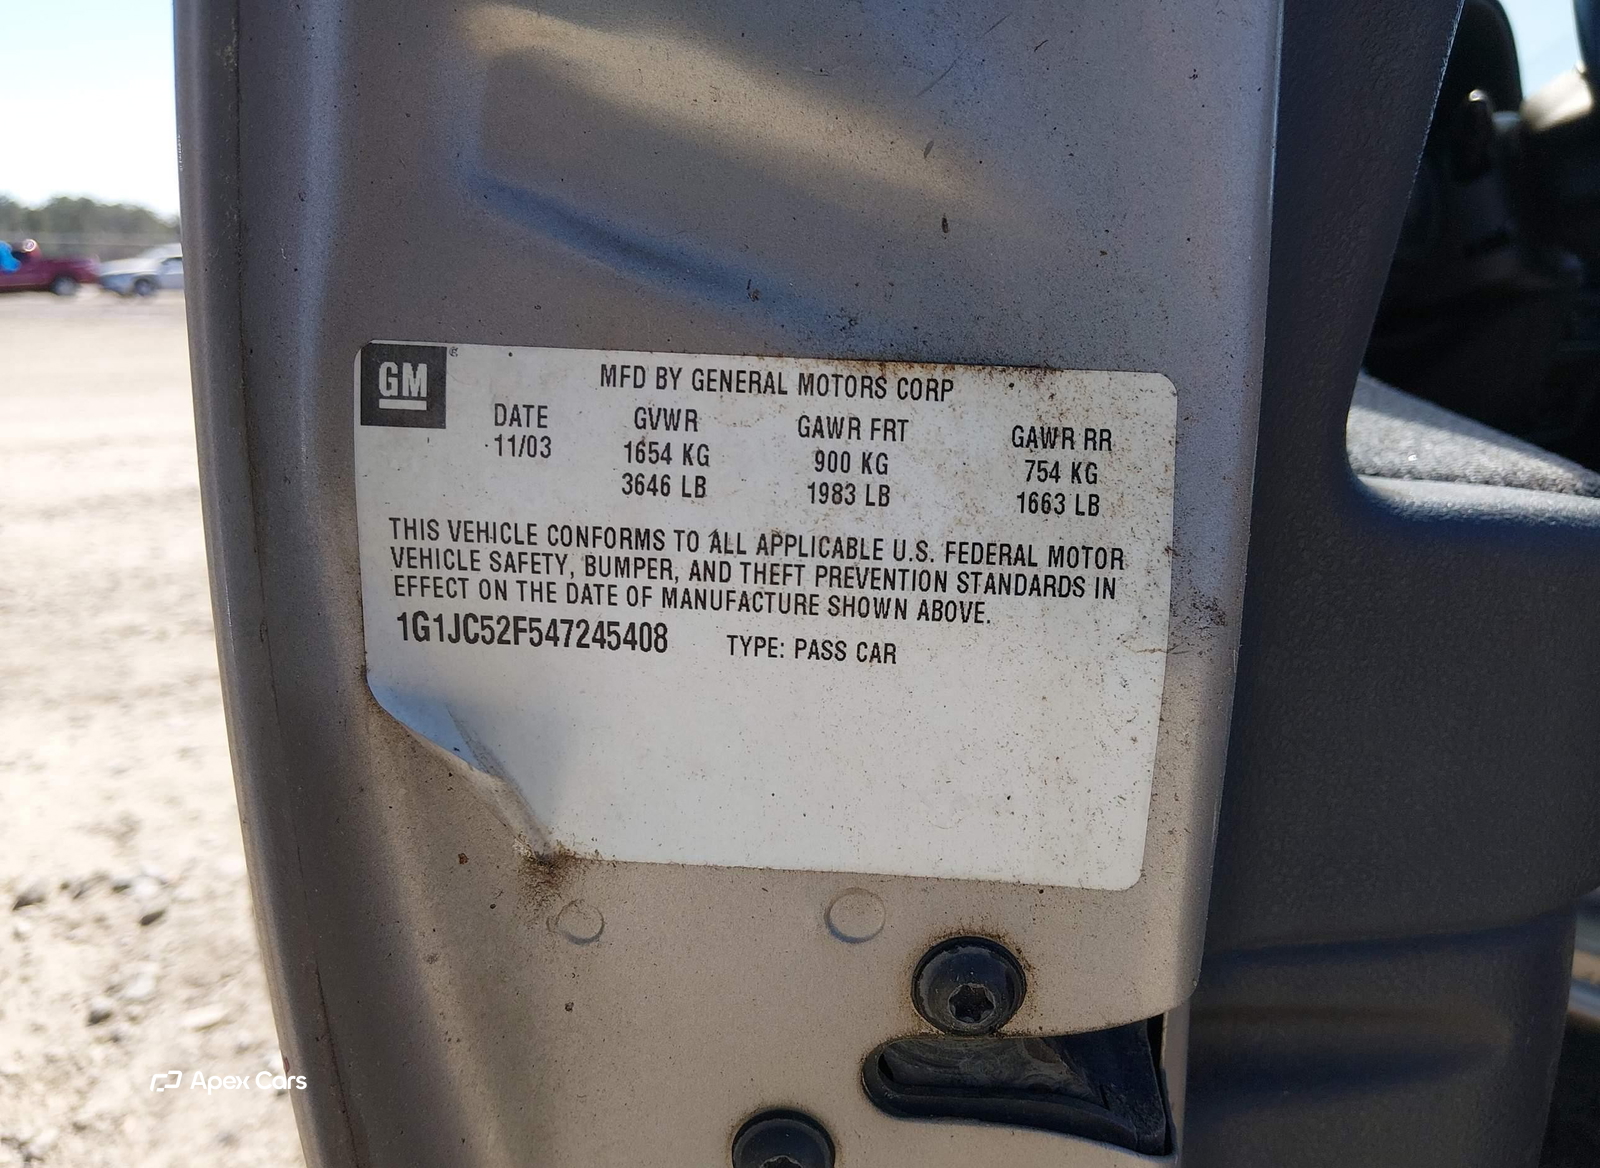 GM
MFD BY GENERAL MOTORS CORP
DATE GVWR GAWR FRT GAWR RR
11/03 1654 KG 900 KG 754 KG
3646 LB 1983 LB 1663 LB
THIS VEHICLE CONFORMS TO ALL APPLICABLE U.S. FEDERAL MOTOR
VEHICLE SAFETY, BUMPER, AND THEFT PREVENTION STANDARDS IN
EFFECT ON THE DATE OF MANUFACTURE SHOWN ABOVE.
1G1JC52F547245408 TYPE: PASS CAR
Apex Cars